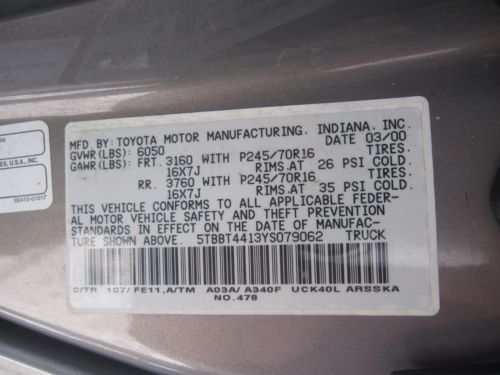 MFD. BY: TOYOTA MOTOR MANUFACTURING. INDIANA. INC.
GVWR (LBS): 6050 DATE: 03/00
GAWR (LBS): FRT. 3160 WITH P245/70R16 TIRES.
16X7J RIMS.AT 26 PSI COLD
RR. 3760 WITH P245/70R16 TIRES.
16X7J RIMS.AT 35 PSI COLD
THIS VEHICLE CONFORMS TO ALL APPLICABLE FEDER-
AL MOTOR VEHICLE SAFETY AND THEFT PREVENTION
STANDARDS IN EFFECT ON THE DATE OF MANUFAC-
TURE SHOWN ABOVE. 5TBBT4413YS079062 TRUCK
C/TR 1C7/FE11,A/TM A03A/A340F UCK40L ARSSKA
NO.478
ES, U.S.A., INC.
00410-01017